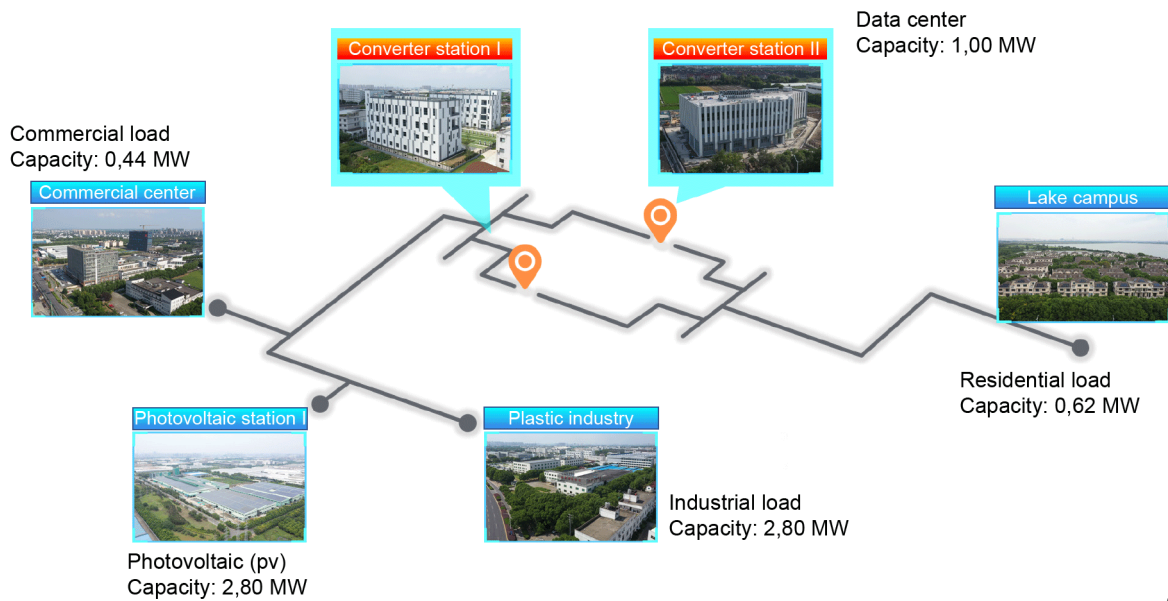 Data center
Capacity: 1,00 MW
Converter station I
Converter station II
Commercial load
Capacity: 0,44 MW
Commercial center
Lake campus
Residential load
Capacity: 0,62 MW
Photovoltaic station I
Plastic industry
Industrial load
Capacity: 2,80 MW
Photovoltaic (pv)
Capacity: 2,80 MW